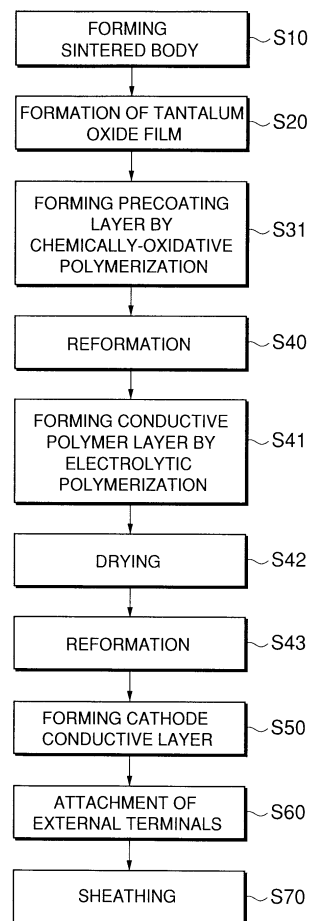 FORMING
SINTERED BODY
S10
FORMATION OF TANTALUM
OXIDE FILM
S20
FORMING PRECOATING
LAYER BY
CHEMICALLY-OXIDATIVE
POLYMERIZATION
S31
REFORMATION
S40
FORMING CONDUCTIVE
POLYMER LAYER BY
ELECTROLYTIC
POLYMERIZATION
S41
DRYING
S42
REFORMATION
S43
FORMING CATHODE
CONDUCTIVE LAYER
S50
ATTACHMENT OF
EXTERNAL TERMINALS
S60
SHEATHING
S70